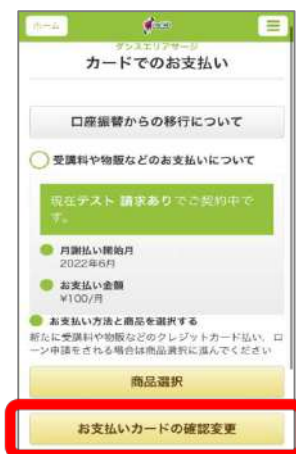 ホーム
ダンスエリアサージ
カードでのお支払い
口座振替からの移行について
受講料や物販などのお支払いについて
現在テスト 請求ありでご契約中で
す。
月謝払い開始月
2022年6月
お支払い金額
¥100/月
お支払い方法と商品を選択する
新たに受講料や物販などのクレジットカード払い、ロ
ーン申請をされる場合は商品選択に進んでください
商品選択
お支払いカードの確認変更